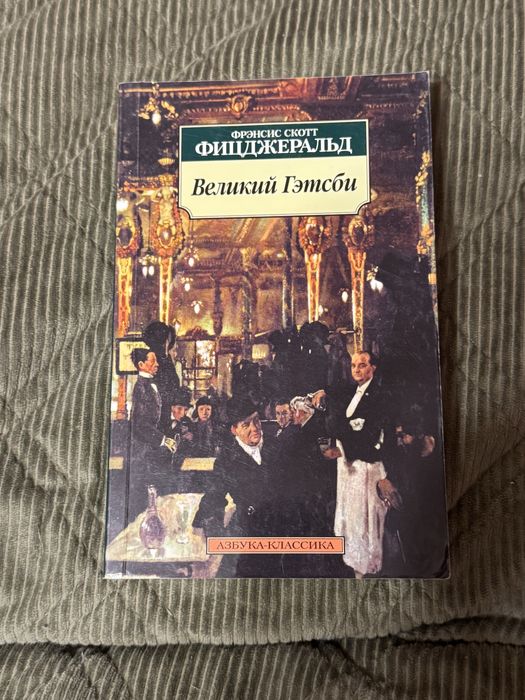 ФРЭНСИС СКОТТ
ФИЦДЖЕРАЛЬД
Великий Гэтсби
АЗБУКА-КЛАССИКА